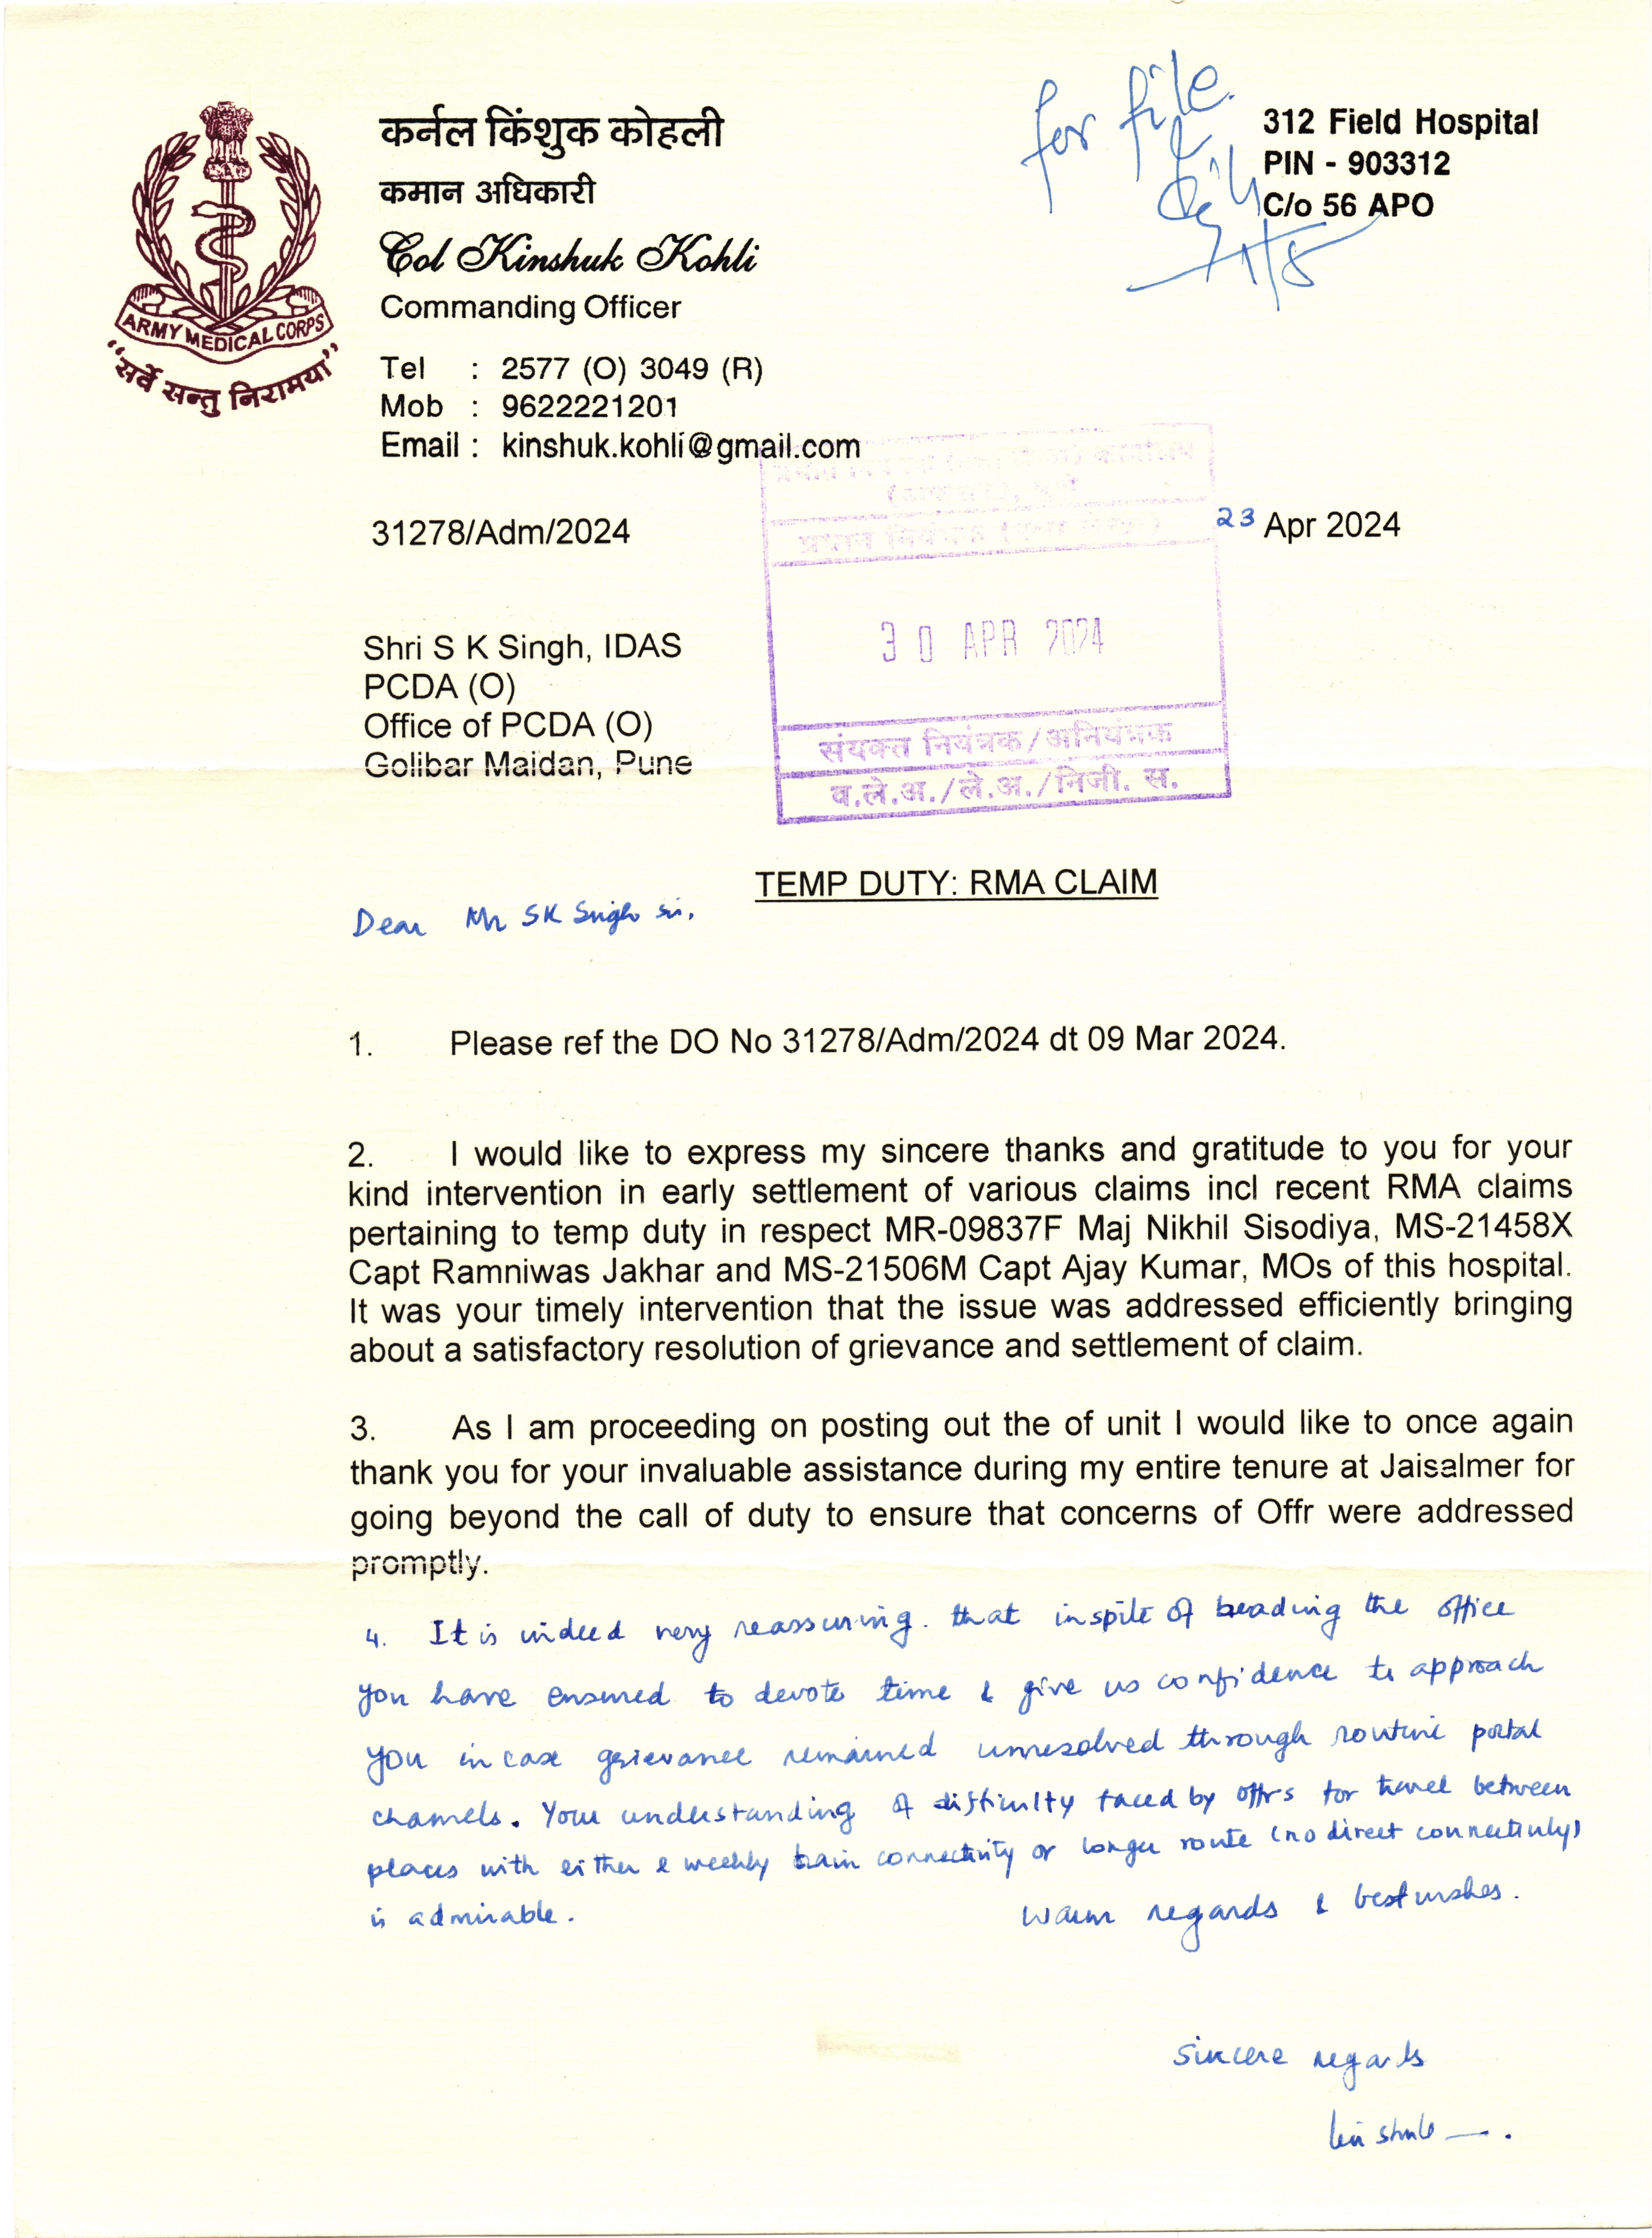 कर्नल किंशुक कोहली
कमान अधिकारी
Col Kinshuk Kohli
Commanding Officer
Tel : 2577 (O) 3049 (R)
Mob : 9622221201
Email : kinshuk.kohli@gmail.com
ARMY MEDICAL CORPS
"सर्वे सन्तु निरामया"
for file.
1/5
312 Field Hospital
PIN - 903312
C/o 56 APO
31278/Adm/2024
23 Apr 2024
30 APR 2024
संयक्त नियंत्रक/
व.ले.अ./ले.अ./निजी. स.
Shri S K Singh, IDAS
PCDA (O)
Office of PCDA (O)
Golibar Maidan, Pune
TEMP DUTY: RMA CLAIM
Dear Mr SK Singh sir,
1. Please ref the DO No 31278/Adm/2024 dt 09 Mar 2024.
2. I would like to express my sincere thanks and gratitude to you for your
kind intervention in early settlement of various claims incl recent RMA claims
pertaining to temp duty in respect MR-09837F Maj Nikhil Sisodiya, MS-21458X
Capt Ramniwas Jakhar and MS-21506M Capt Ajay Kumar, MOs of this hospital.
It was your timely intervention that the issue was addressed efficiently bringing
about a satisfactory resolution of grievance and settlement of claim.
3. As I am proceeding on posting out the of unit I would like to once again
thank you for your invaluable assistance during my entire tenure at Jaisalmer for
going beyond the call of duty to ensure that concerns of Offr were addressed
promptly.
4. It is indeed very reassuring. that inspite of heading the office
you have ensured to devote time & give us confidence to approach
you in case grievance remained unresolved through routine portal
channels. Your understanding of difficulty faced by offrs for travel between
places with either weekly train connectivity or longer route (no direct connectivity)
is admirable.
Warm regards & best wishes.
Sincere regards
Kinshuk